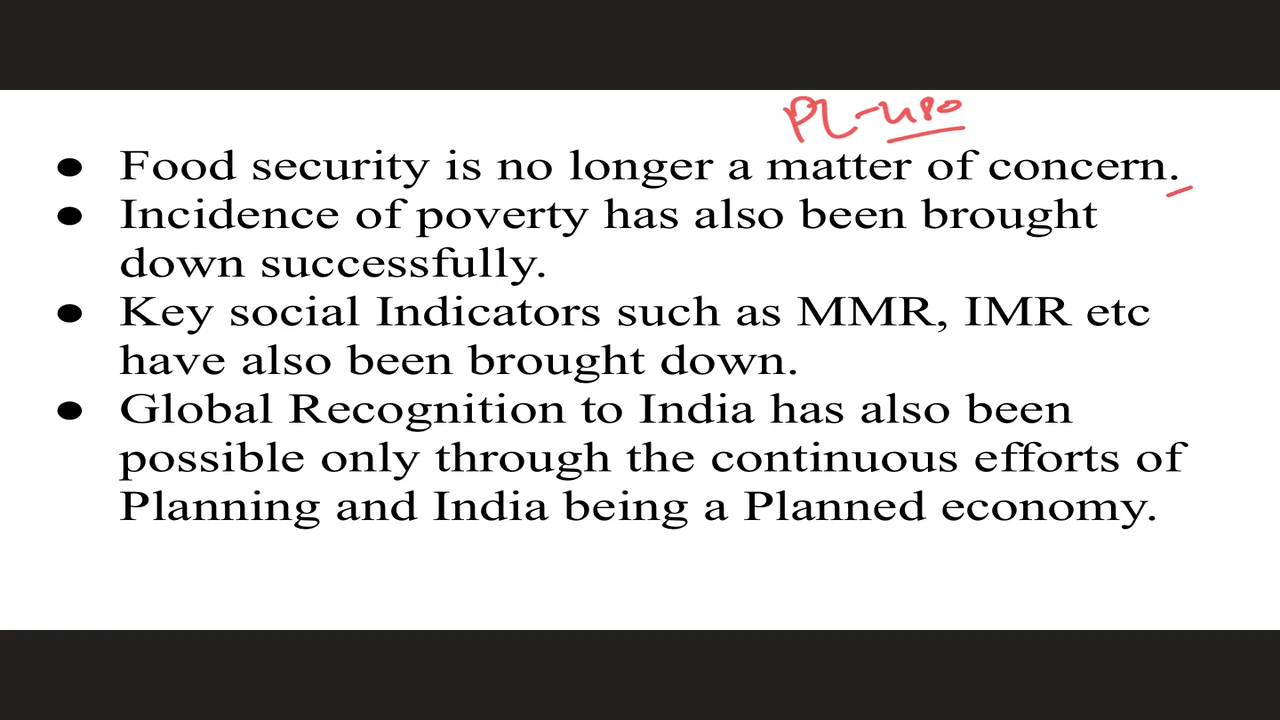 PL-480
● Food security is no longer a matter of concern.
● Incidence of poverty has also been brought
down successfully.
● Key social Indicators such as MMR, IMR etc
have also been brought down.
● Global Recognition to India has also been
possible only through the continuous efforts of
Planning and India being a Planned economy.